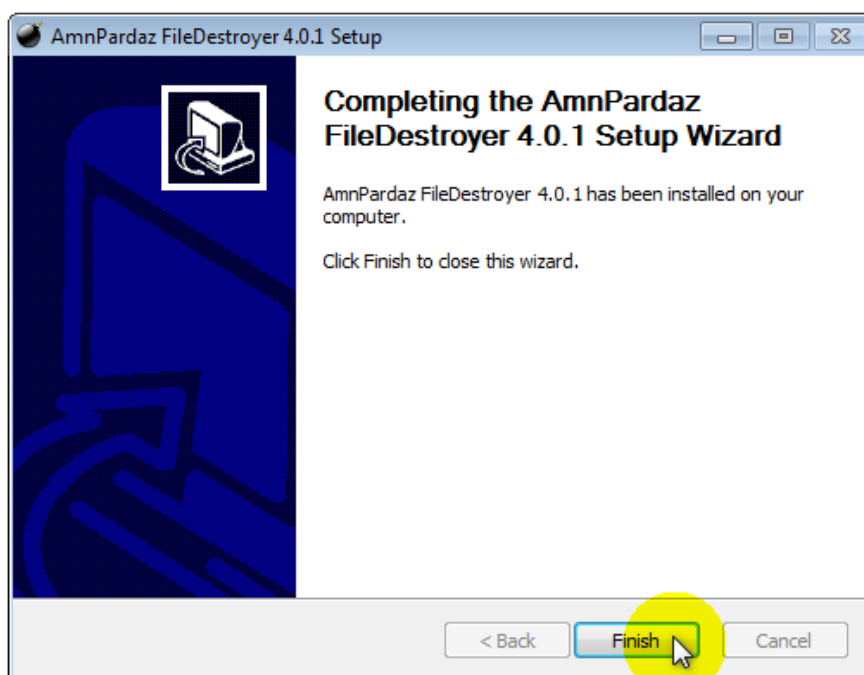 AmnPardaz FileDestroyer 4.0.1 Setup
Completing the AmnPardaz
FileDestroyer 4.0.1 Setup Wizard
AmnPardaz FileDestroyer 4.0.1 has been installed on your
computer.
Click Finish to close this wizard.
< Back
Finish
Cancel